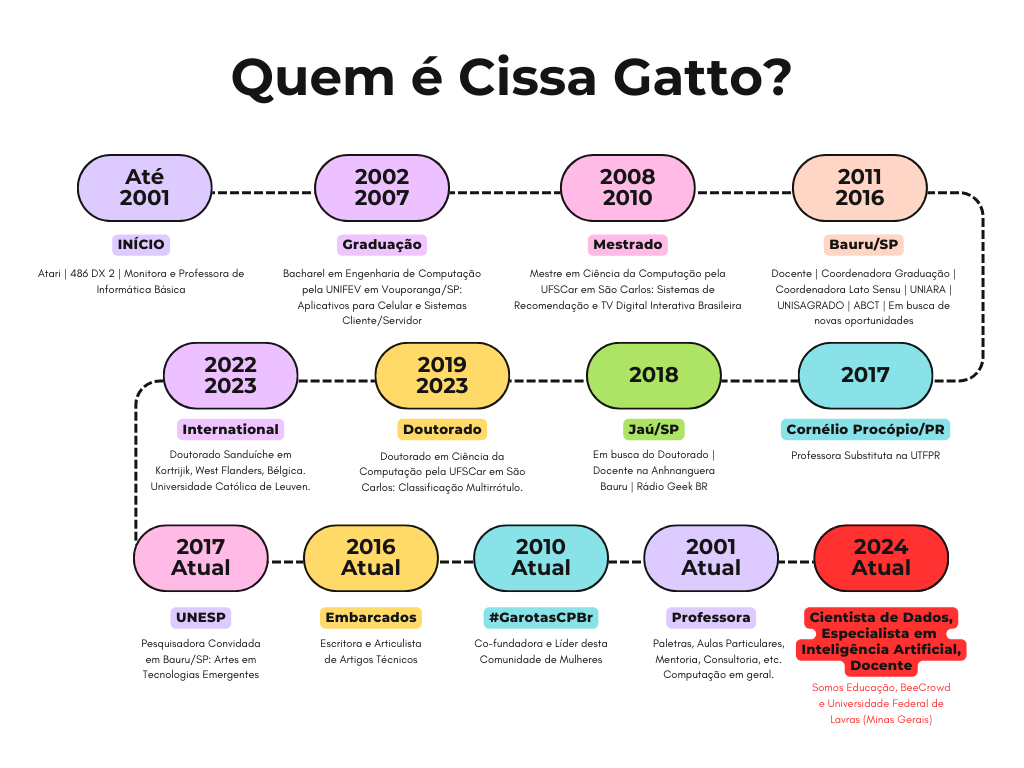 Quem é Cissa Gatto?
Até
2001
INÍCIO
Atari | 486 DX 2 | Monitora e Professora de
Informática Básica
2002
2007
Graduação
Bacharel em Engenharia de Computação
pela UNIFEV em Vouporanga/SP:
Aplicativos para Celular e Sistemas
Cliente/Servidor
2008
2010
Mestrado
Mestre em Ciência da Computação pela
UFSCar em São Carlos: Sistemas de
Recomendação e TV Digital Interativa Brasileira
2011
2016
Bauru/SP
Docente | Coordenadora Graduação |
Coordenadora Lato Sensu | UNIARA |
UNISAGRADO | ABCT | Em busca de
novas oportunidades
2022
2023
International
Doutorado Sanduíche em
Kortrijik, West Flanders, Bélgica.
Universidade Católica de Leuven.
2019
2023
Doutorado
Doutorado em Ciência da
Computação pela UFSCar em São
Carlos: Classificação Multirrótulo.
2018
Jaú/SP
Em busca do Doutorado |
Docente na Anhnanguera
Bauru | Rádio Geek BR
2017
Cornélio Procópio/PR
Professora Substituta na UTFPR
2017
Atual
UNESP
Pesquisadora Convidada
em Bauru/SP: Artes em
Tecnologias Emergentes
2016
Atual
Embarcados
Escritora e Articulista
de Artigos Técnicos
2010
Atual
#GarotasCPBr
Co-fundadora e Líder desta
Comunidade de Mulheres
2001
Atual
Professora
Paletras, Aulas Particulares,
Mentoria, Consultoria, etc.
Computação em geral.
2024
Atual
Cientista de Dados,
Especialista em
Inteligência Artificial,
Docente
Somos Educação, BeeCrowd
e Universidade Federal de
Lavras (Minas Gerais)